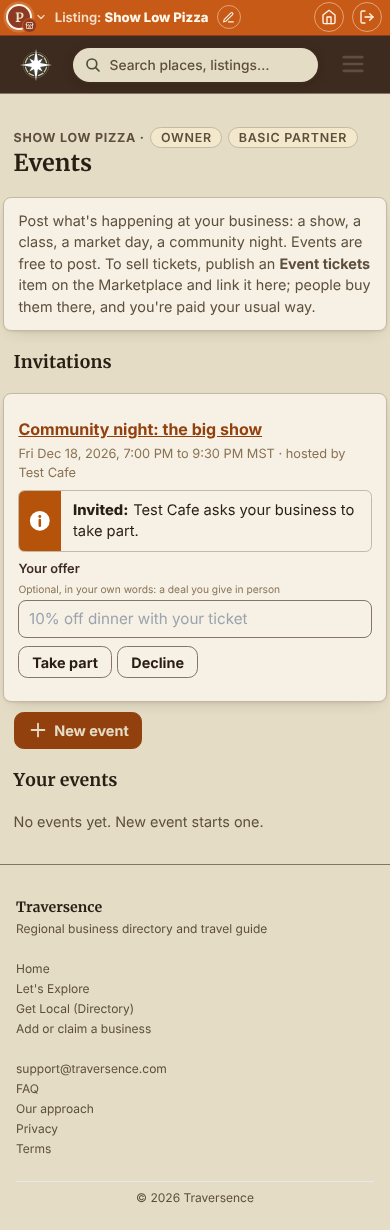 P
Listing: Show Low Pizza
Search places, listings...
SHOW LOW PIZZA · OWNER BASIC PARTNER
Events
Post what's happening at your business: a show, a
class, a market day, a community night. Events are
free to post. To sell tickets, publish an Event tickets
item on the Marketplace and link it here; people buy
them there, and you're paid your usual way.
Invitations
Community night: the big show
Fri Dec 18, 2026, 7:00 PM to 9:30 PM MST · hosted by
Test Cafe
Invited: Test Cafe asks your business to
take part.
Your offer
Optional, in your own words: a deal you give in person
10% off dinner with your ticket
Take part
Decline
New event
Your events
No events yet. New event starts one.
Traversence
Regional business directory and travel guide
Home
Let's Explore
Get Local (Directory)
Add or claim a business
support@traversence.com
FAQ
Our approach
Privacy
Terms
© 2026 Traversence